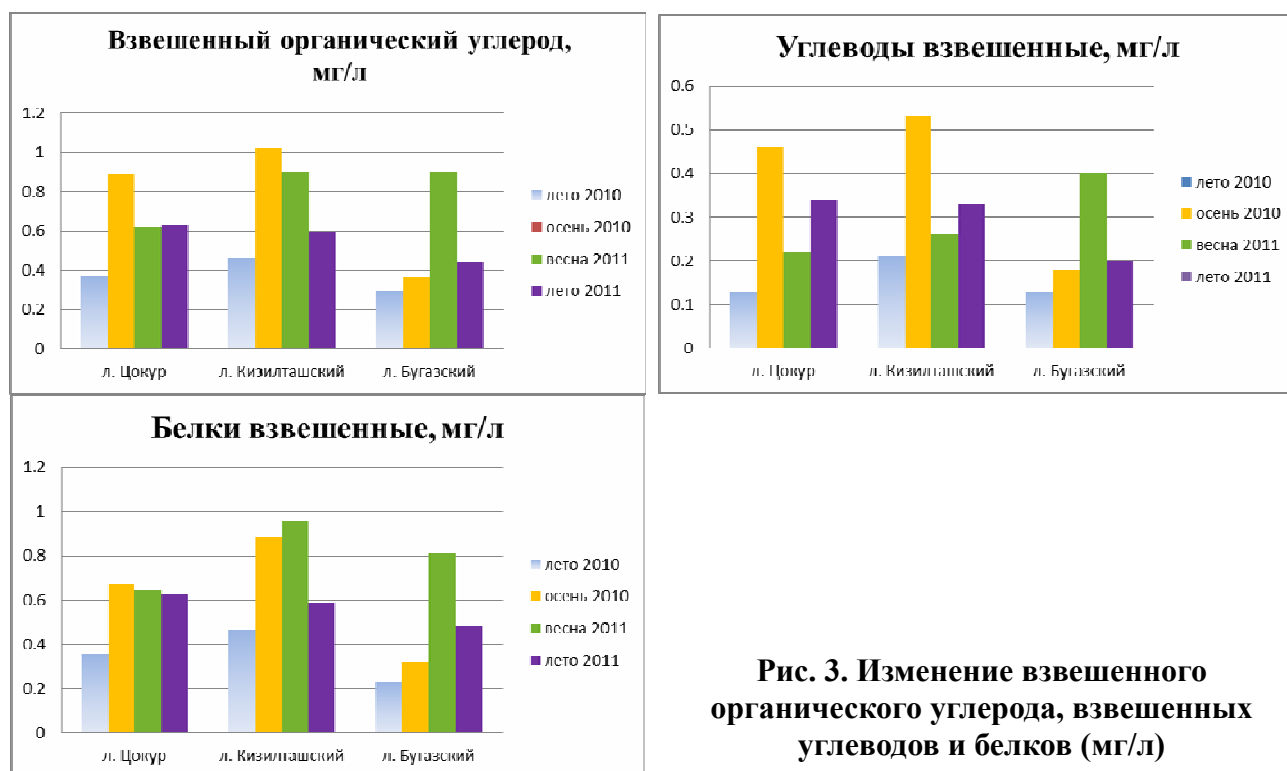 Взвешенный органический углерод,
мг/л
1.2
1
0.8
0.6
0.4
0.2
0
л. Цокур
л. Кизилташский
л. Бугазский
лето 2010
осень 2010
весна 2011
лето 2011
Углеводы взвешенные, мг/л
0.6
0.5
0.4
0.3
0.2
0.1
0
л. Цокур
л. Кизилташский
л. Бугазский
лето 2010
осень 2010
весна 2011
лето 2011
Белки взвешенные, мг/л
1.2
1
0.8
0.6
0.4
0.2
0
л. Цокур
л. Кизилташский
л. Бугазский
лето 2010
осень 2010
весна 2011
лето 2011
Рис. 3. Изменение взвешенного
органического углерода, взвешенных
углеводов и белков (мг/л)